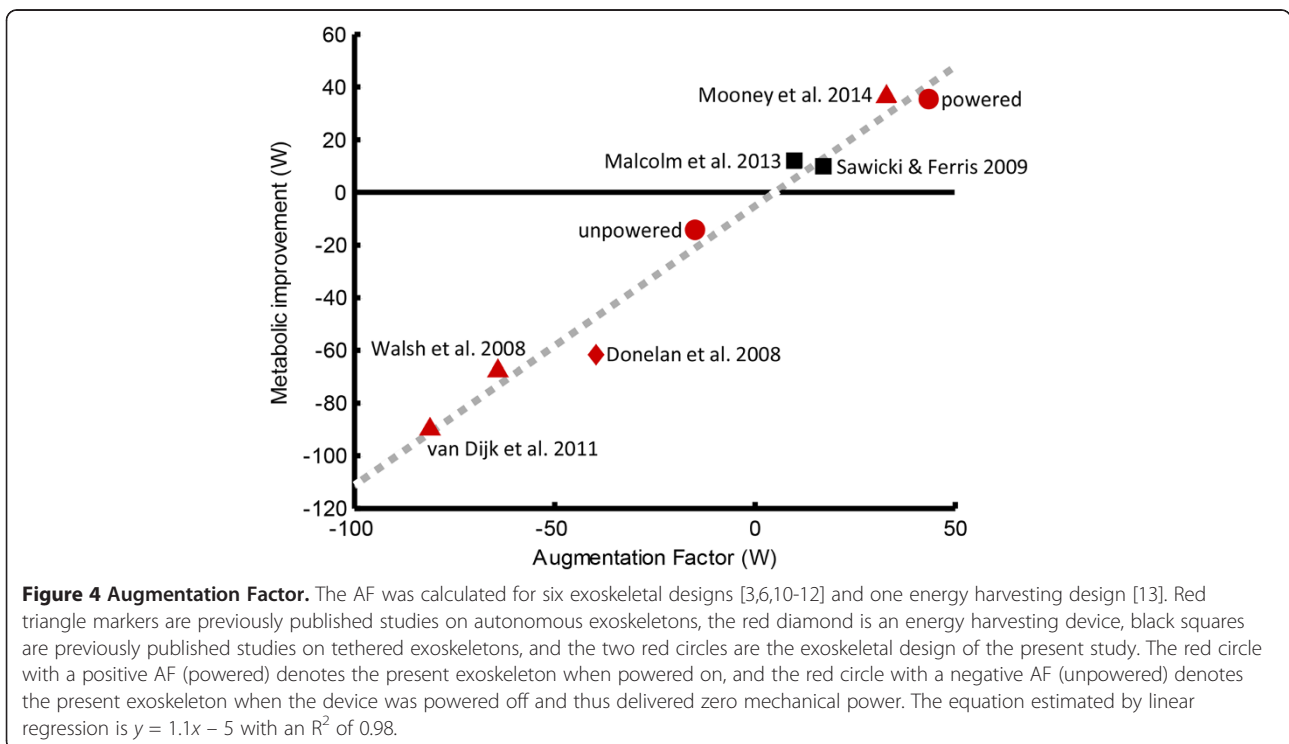 60
40
20
0
-20
-40
-60
-80
-100
-120
Metabolic improvement (W)
Mooney et al. 2014
powered
Malcolm et al. 2013
Sawicki & Ferris 2009
unpowered
Walsh et al. 2008
Donelan et al. 2008
van Dijk et al. 2011
-100
-50
0
50
Augmentation Factor (W)
Figure 4 Augmentation Factor. The AF was calculated for six exoskeletal designs [3,6,10-12] and one energy harvesting design [13]. Red
triangle markers are previously published studies on autonomous exoskeletons, the red diamond is an energy harvesting device, black squares
are previously published studies on tethered exoskeletons, and the two red circles are the exoskeletal design of the present study. The red circle
with a positive AF (powered) denotes the present exoskeleton when powered on, and the red circle with a negative AF (unpowered) denotes
the present exoskeleton when the device was powered off and thus delivered zero mechanical power. The equation estimated by linear
regression is y = 1.1x – 5 with an R² of 0.98.